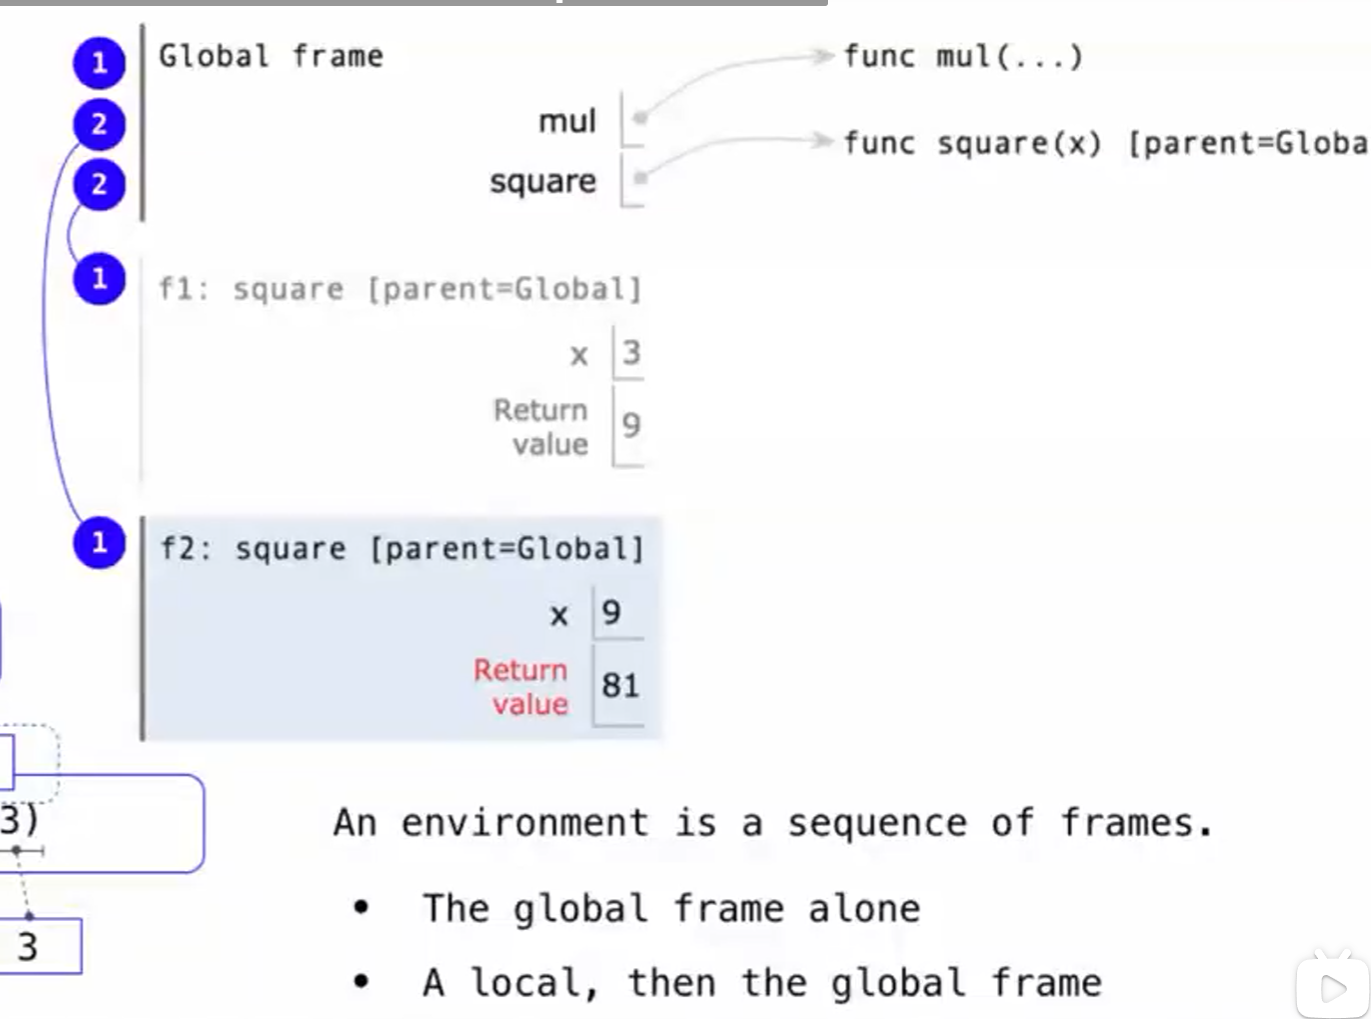 1
Global frame
func mul(...)
2
mul
func square(x) [parent=Globa
2
square
1
f1: square [parent=Global]
x 3
Return
value
9
1
f2: square [parent=Global]
x 9
Return
value
81
3)
An environment is a sequence of frames.
• The global frame alone
3
• A local, then the global frame